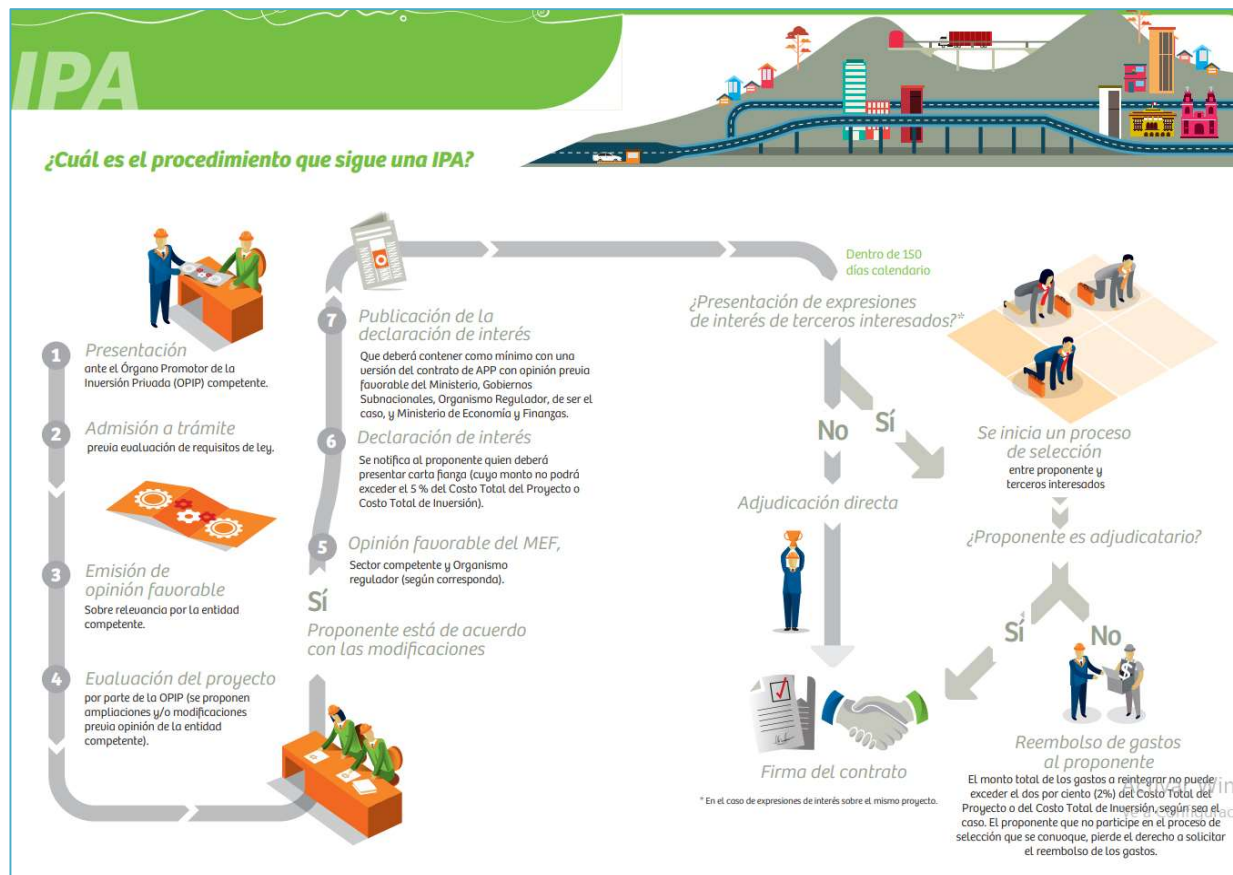 IPA
¿Cuál es el procedimiento que sigue una IPA?
1
Presentación
ante el Órgano Promotor de la
Inversión Privada (OPIP) competente.
2
Admisión a trámite
previa evaluación de requisitos de ley.
3
Emisión de
opinión favorable
Sobre relevancia por la entidad
competente.
4
Evaluación del proyecto
por parte de la OPIP (se proponen
ampliaciones y/o modificaciones
previa opinión de la entidad
competente).
Sí
Proponente está de acuerdo
con las modificaciones
5
Opinión favorable del MEF,
Sector competente y Organismo
regulador (según corresponda).
6
Declaración de interés
Se notifica al proponente quien deberá
presentar carta fianza (cuyo monto no podrá
exceder el 5 % del Costo Total del Proyecto o
Costo Total de Inversión).
7
Publicación de la
declaración de interés
Que deberá contener como mínimo con una
versión del contrato de APP con opinión previa
favorable del Ministerio, Gobiernos
Subnacionales, Organismo Regulador, de ser el
caso, y Ministerio de Economía y Finanzas.
Dentro de 150
días calendario
¿Presentación de expresiones
de interés de terceros interesados?*
No
Sí
Adjudicación directa
Se inicia un proceso
de selección
entre proponente y
terceros interesados
¿Proponente es adjudicatario?
Sí
No
Firma del contrato
* En el caso de expresiones de interés sobre el mismo proyecto.
Reembolso de gastos
al proponente
El monto total de los gastos a reintegrar no puede
exceder el dos por ciento (2%) del Costo Total del
Proyecto o del Costo Total de Inversión, según sea el
caso. El proponente que no participe en el proceso de
selección que se convoque, pierde el derecho a solicitar
el reembolso de los gastos.
$
Activar Win
Ve a Configurac